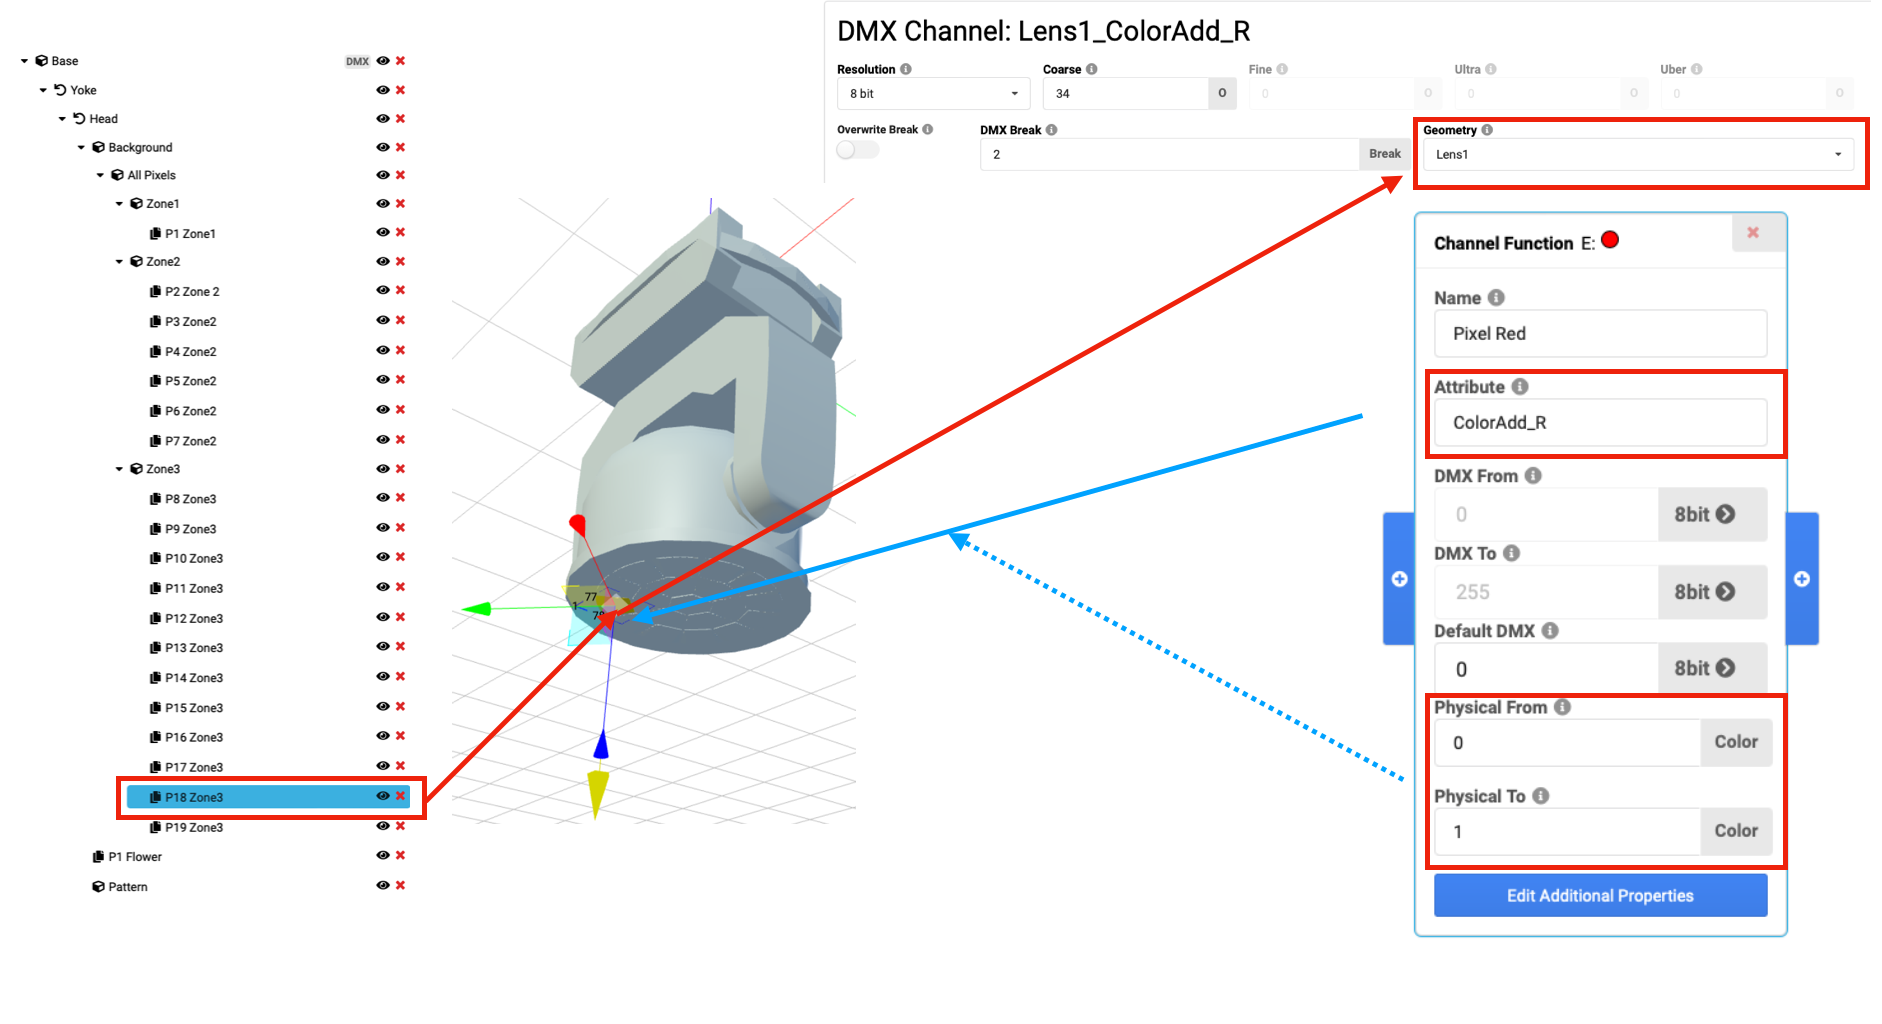 DMX Channel: Lens1_ColorAdd_R
Resolution
Coarse
Fine
Ultra
Uber
8 bit
34
O
0
O
0
O
0
O
Overwrite Break
DMX Break
Geometry
2
Break
Lens1
Base
DMX
Yoke
Head
Background
All Pixels
Zone1
P1 Zone1
Zone2
P2 Zone 2
P3 Zone2
P4 Zone2
P5 Zone2
P6 Zone2
P7 Zone2
Zone3
P8 Zone3
P9 Zone3
P10 Zone3
P11 Zone3
P12 Zone3
P13 Zone3
P14 Zone3
P15 Zone3
P16 Zone3
P17 Zone3
P18 Zone3
P19 Zone3
P1 Flower
Pattern
77
1
Channel Function E:
Name
Pixel Red
Attribute
ColorAdd_R
DMX From
0
8bit
DMX To
255
8bit
Default DMX
0
8bit
Physical From
0
Color
Physical To
1
Color
Edit Additional Properties